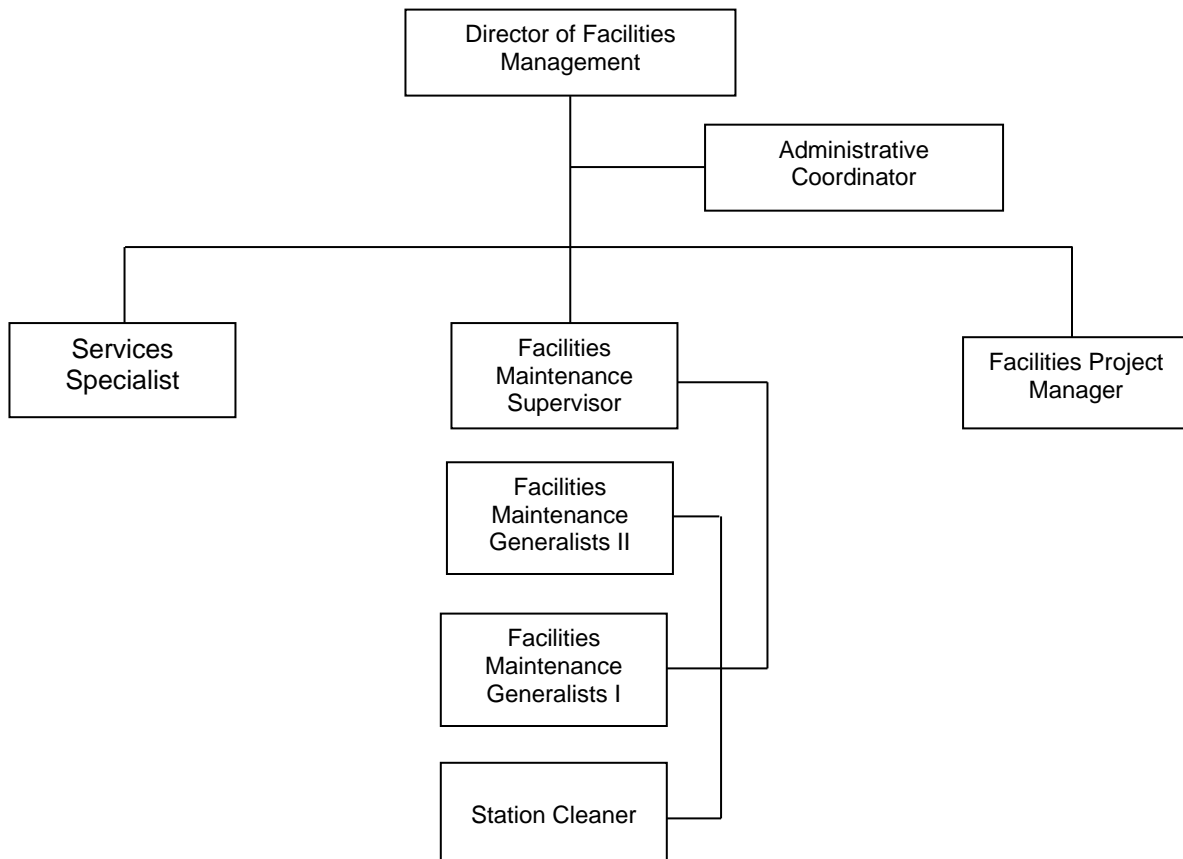 Director of Facilities
Management
Administrative
Coordinator
Services
Specialist
Facilities
Maintenance
Supervisor
Facilities Project
Manager
Facilities
Maintenance
Generalists II
Facilities
Maintenance
Generalists I
Station Cleaner